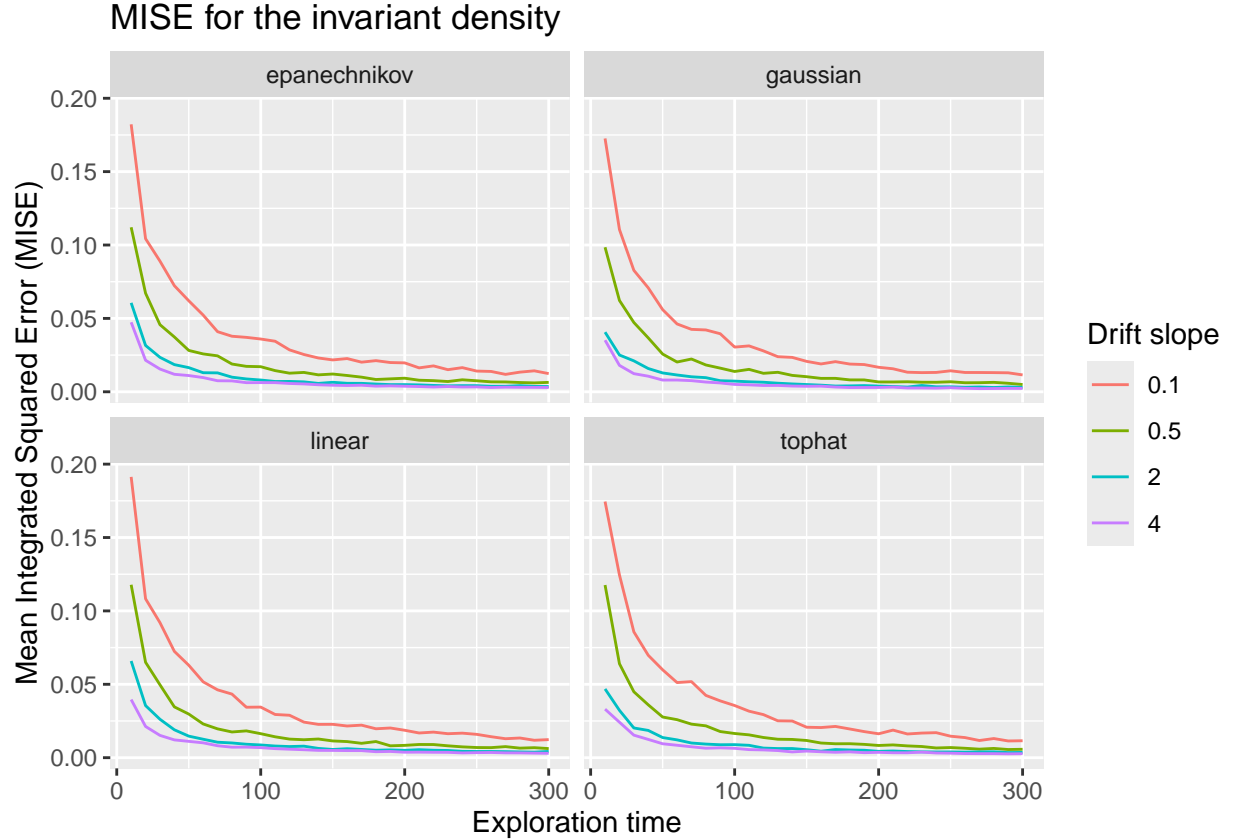 MISE for the invariant density
epanechnikov
gaussian
0.20
0.15
0.10
0.05
0.00
linear
tophat
0.20
0.15
0.10
0.05
0.00
0
100
200
300
0
100
200
300
Exploration time
Mean Integrated Squared Error (MISE)
Drift slope
0.1
0.5
2
4